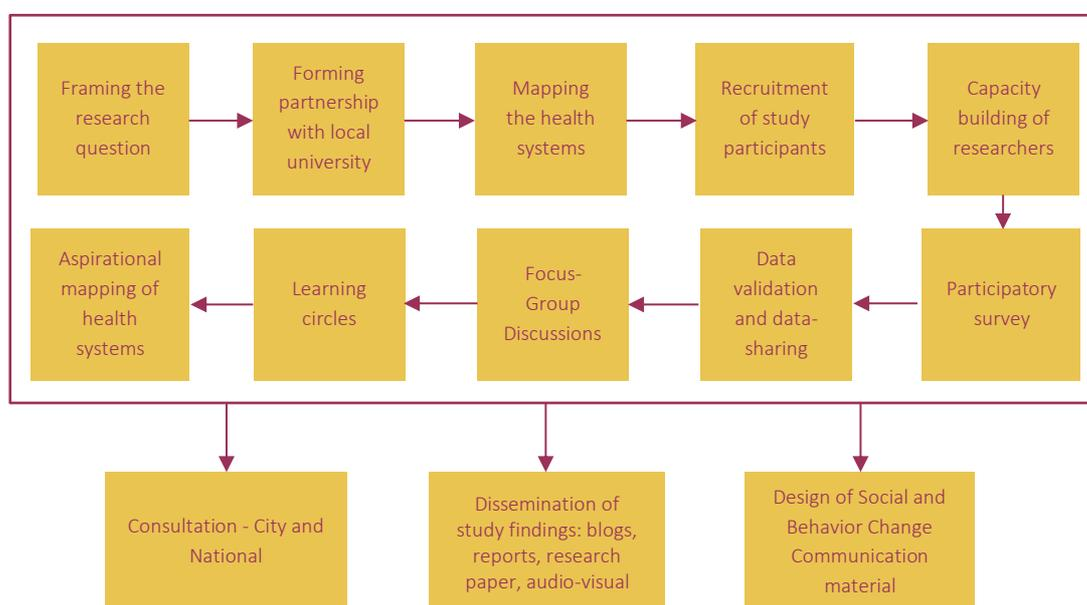 Framing the
research
question
Forming
partnership
with local
university
Mapping
the health
systems
Recruitment
of study
participants
Capacity
building of
researchers
Participatory
survey
Data
validation
and data-
sharing
Focus-
Group
Discussions
Learning
circles
Aspirational
mapping of
health
systems
Consultation - City and
National
Dissemination of
study findings: blogs,
reports, research
paper, audio-visual
Design of Social and
Behavior Change
Communication
material